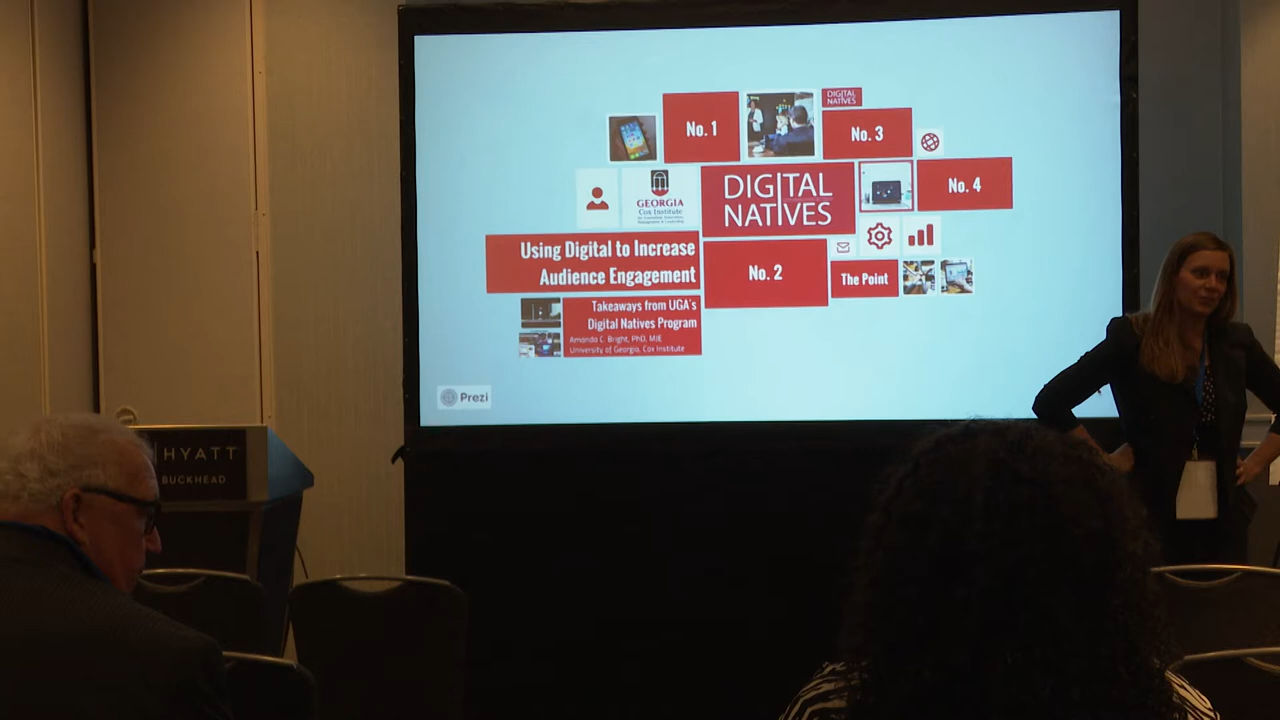 DIGITAL
NATIVES
No. 1
No. 3
No. 4
GEORGIA
Cox Institute
DIGITAL
NATIVES
Using Digital to Increase
Audience Engagement
No. 2
The Point
Takeaways from UGA's
Digital Natives Program
Amanda C. Bright, PhD, MJE
University of Georgia, Cox Institute
Prezi
HYATT
BUCKHEAD